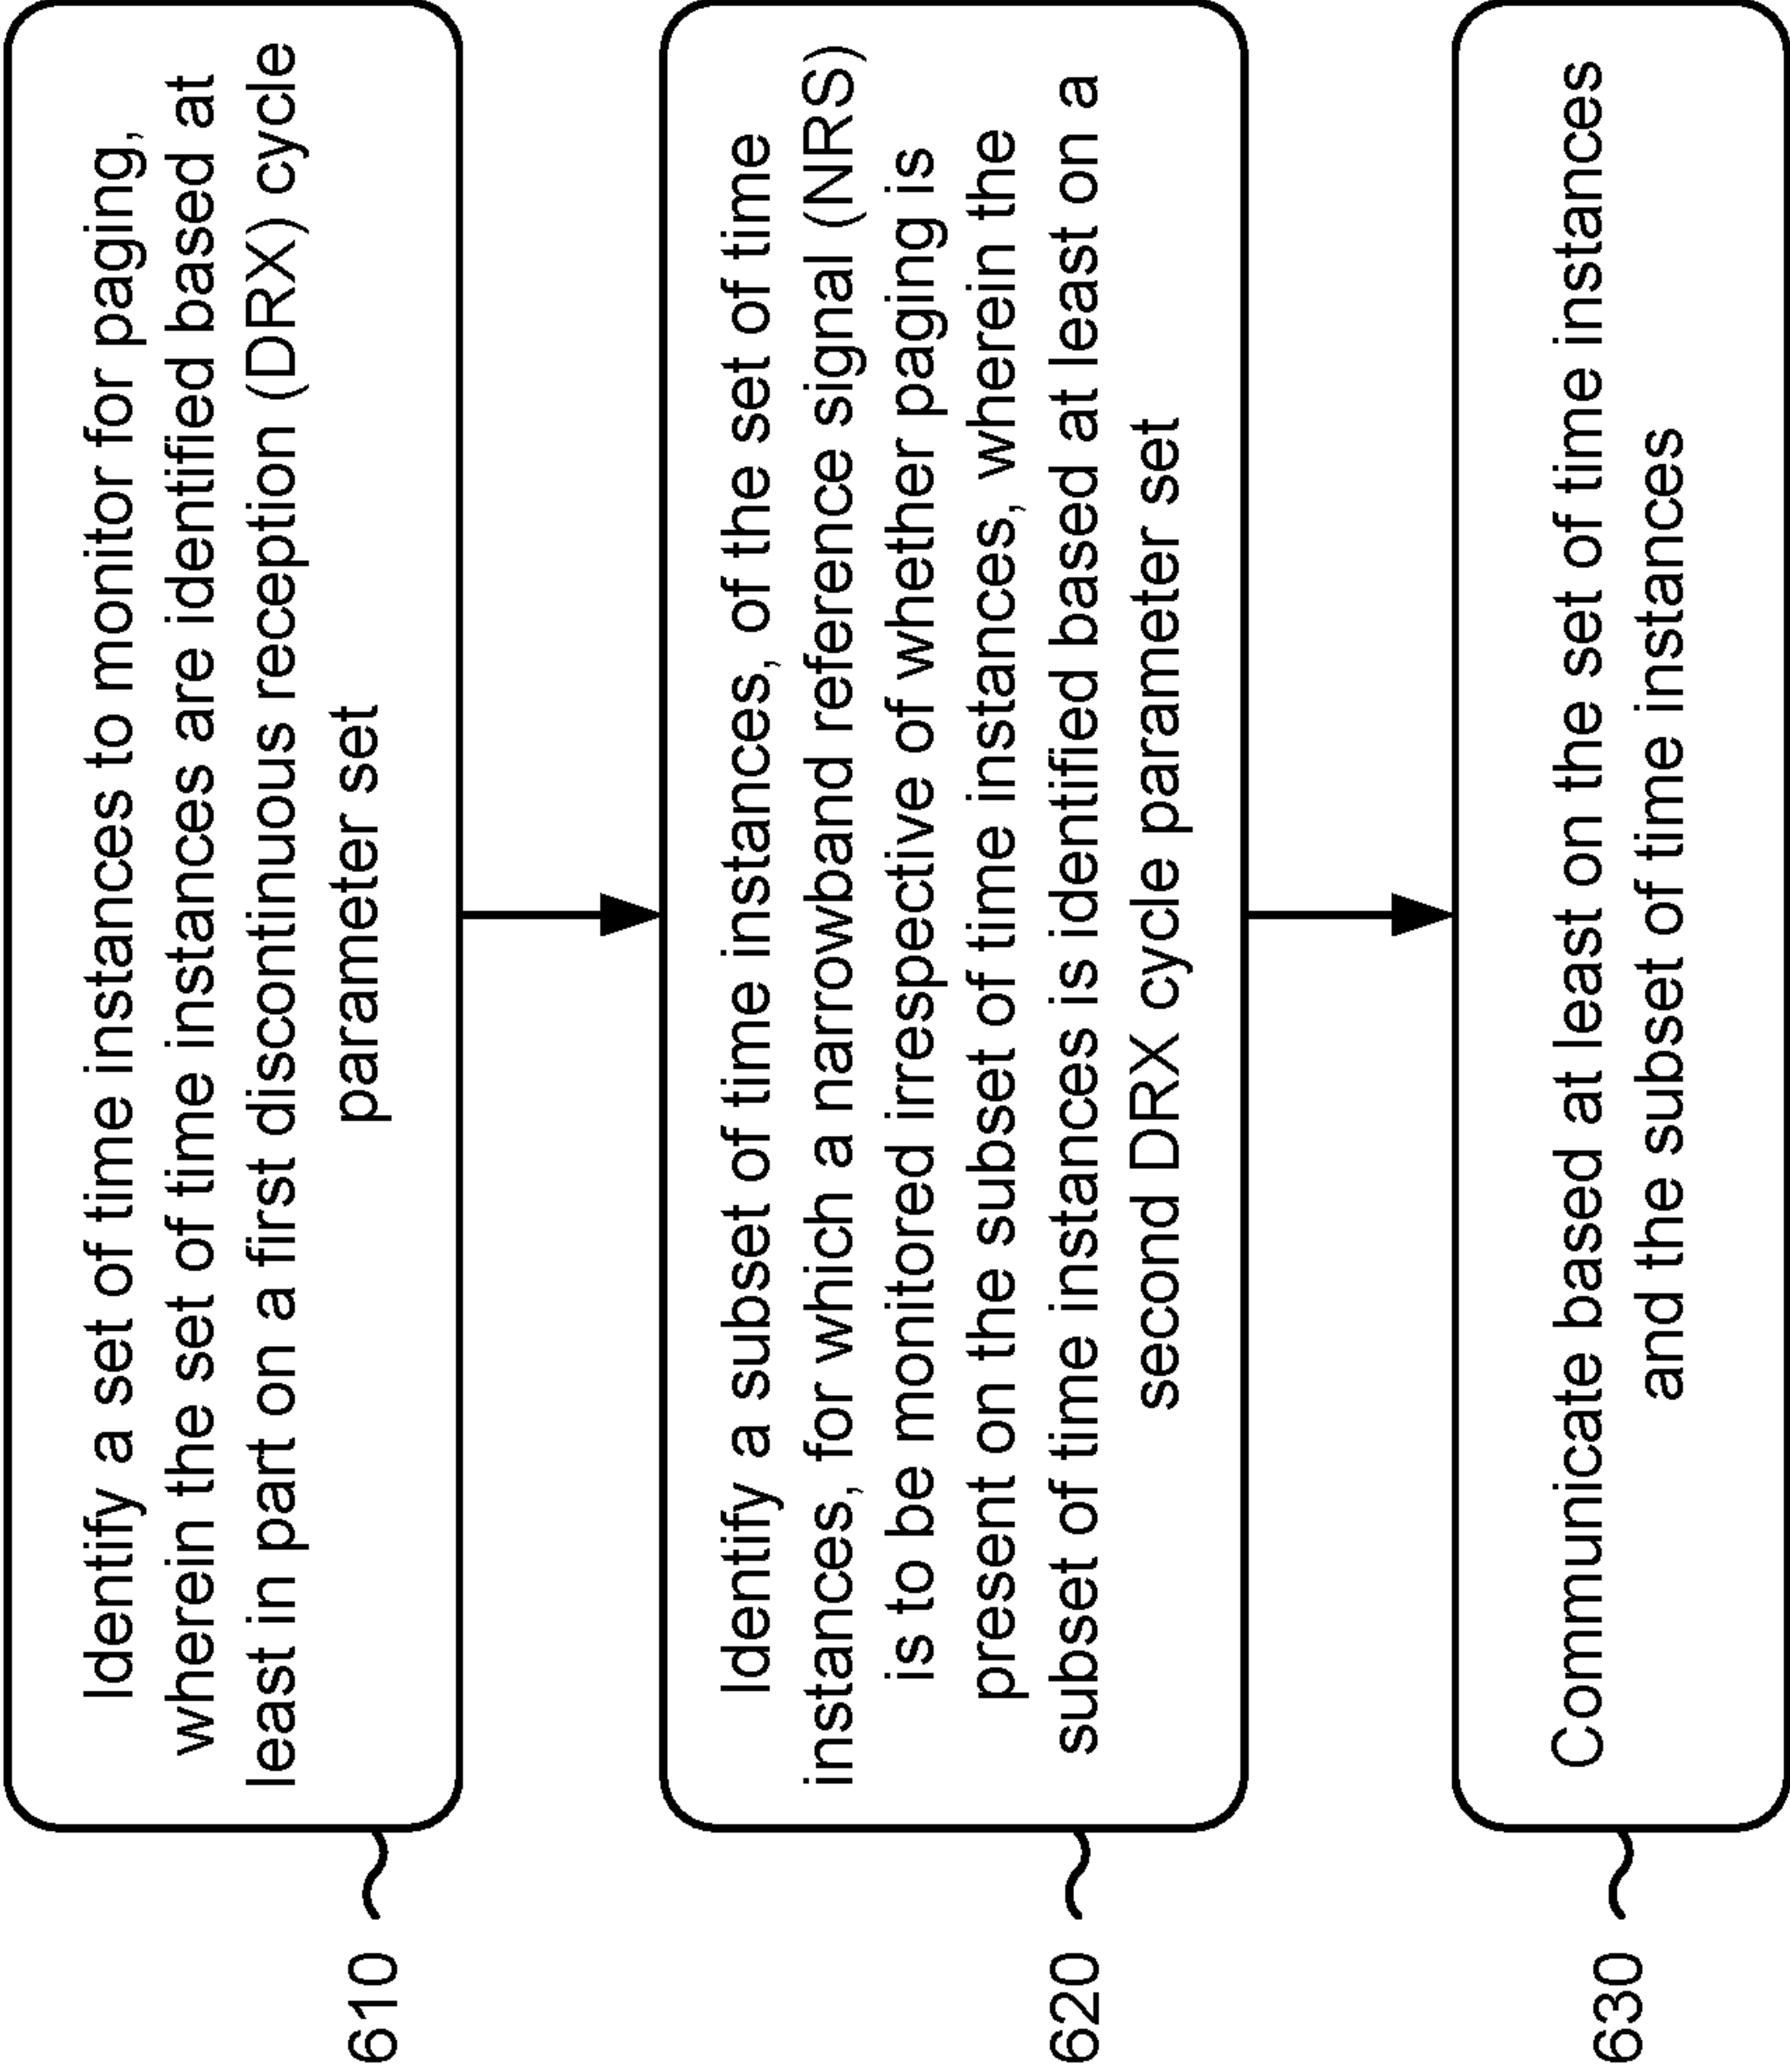 610
Identify a set of time instances to monitor for paging,
wherein the set of time instances are identified based at
least in part on a first discontinuous reception (DRX) cycle
parameter set
620
Identify a subset of time instances, of the set of time
instances, for which a narrowband reference signal (NRS)
is to be monitored irrespective of whether paging is
present on the subset of time instances, wherein the
subset of time instances is identified based at least on a
second DRX cycle parameter set
630
Communicate based at least on the set of time instances
and the subset of time instances